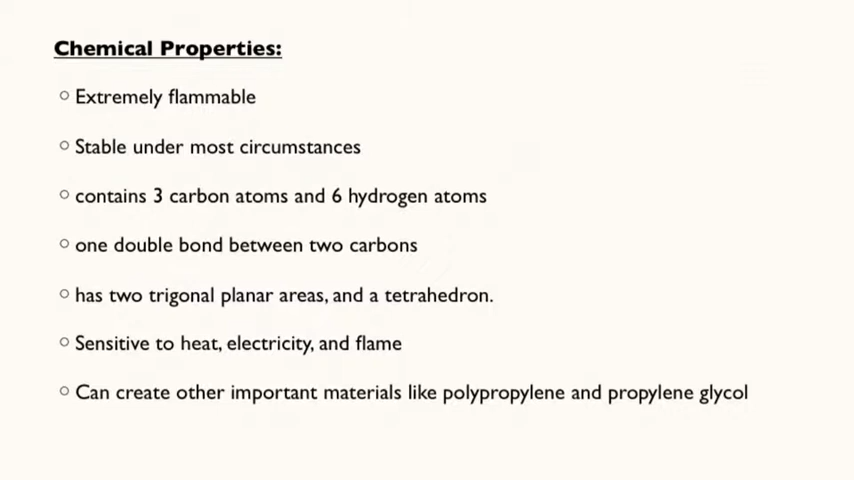 Chemical Properties:
○ Extremely flammable
○ Stable under most circumstances
○ contains 3 carbon atoms and 6 hydrogen atoms
○ one double bond between two carbons
○ has two trigonal planar areas, and a tetrahedron.
○ Sensitive to heat, electricity, and flame
○ Can create other important materials like polypropylene and propylene glycol